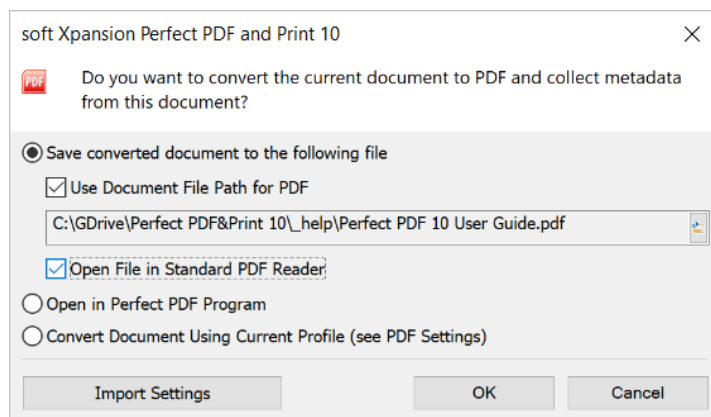 soft Xpansion Perfect PDF and Print 10
PDF
Do you want to convert the current document to PDF and collect metadata
from this document?
Save converted document to the following file
Use Document File Path for PDF
C:\GDrive\Perfect PDF&Print 10\_help\Perfect PDF 10 User Guide.pdf
Open File in Standard PDF Reader
Open in Perfect PDF Program
Convert Document Using Current Profile (see PDF Settings)
Import Settings OK Cancel